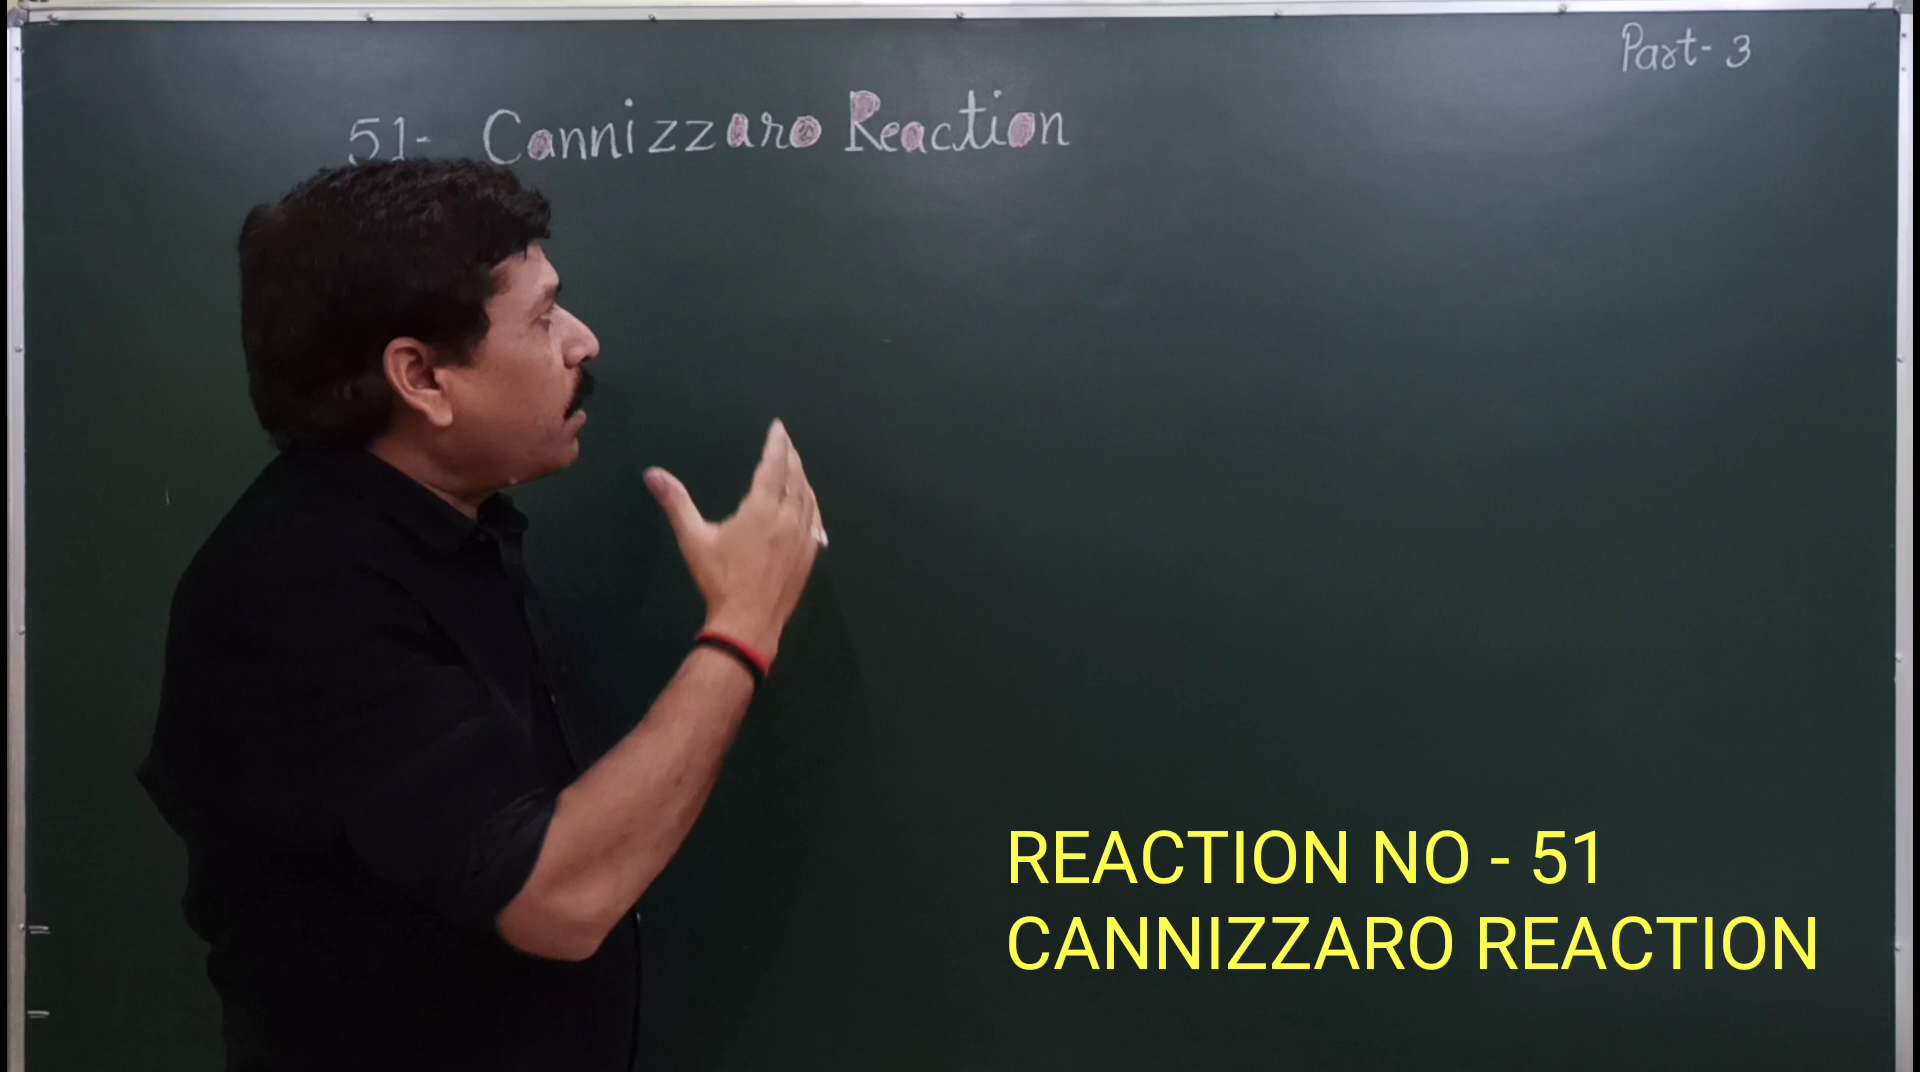 Part- 3
51- Cannizzaro Reaction
REACTION NO - 51
CANNIZZARO REACTION